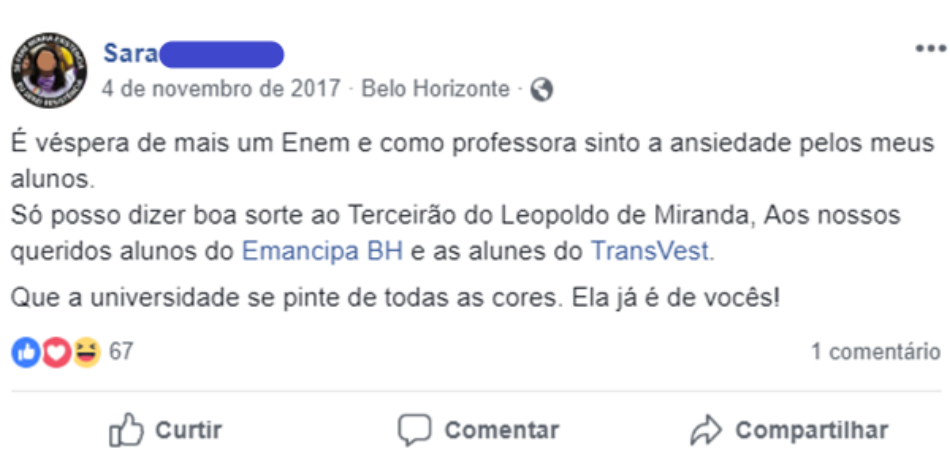 Sara
4 de novembro de 2017 · Belo Horizonte ·
É véspera de mais um Enem e como professora sinto a ansiedade pelos meus
alunos.
Só posso dizer boa sorte ao Terceirão do Leopoldo de Miranda, Aos nossos
queridos alunos do Emancipa BH e as alunes do TransVest.
Que a universidade se pinte de todas as cores. Ela já é de vocês!
67
1 comentário
Curtir
Comentar
Compartilhar